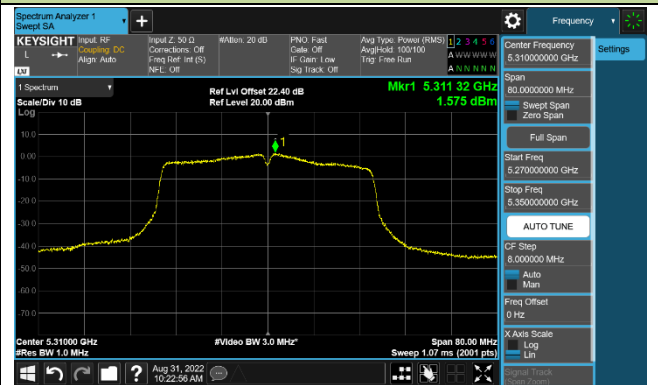 Spectrum Analyzer 1
Swept SA
Frequency
KEYSIGHT
L
LXI
Input: RF
Coupling: DC
Align: Auto
Input Z: 50 Ω
Corrections: Off
Freq Ref: Int (S)
NFE: Off
#Atten: 20 dB
PNO: Fast
Gate: Off
IF Gain: Low
Sig Track: Off
Avg Type: Power (RMS)
Avg|Hold: 100/100
Trig: Free Run
1 2 3 4 5 6
A W W W W W
A N N N N N
1 Spectrum
Scale/Div 10 dB
Log
Ref Lvl Offset 22.40 dB
Ref Level 20.00 dBm
Mkr1 5.311 32 GHz
1.575 dBm
1
10.0
0.00
-10.0
-20.0
-30.0
-40.0
-50.0
-60.0
-70.0
Center 5.31000 GHz
#Res BW 1.0 MHz
#Video BW 3.0 MHz*
Span 80.00 MHz
Sweep 1.07 ms (2001 pts)
Aug 31, 2022
10:22:56 AM
?
Center Frequency
5.310000000 GHz
Settings
Span
80.0000000 MHz
Swept Span
Zero Span
Full Span
Start Freq
5.270000000 GHz
Stop Freq
5.350000000 GHz
AUTO TUNE
CF Step
8.000000 MHz
Auto
Man
Freq Offset
0 Hz
X Axis Scale
Log
Lin
Signal Track
(Span Zoom)